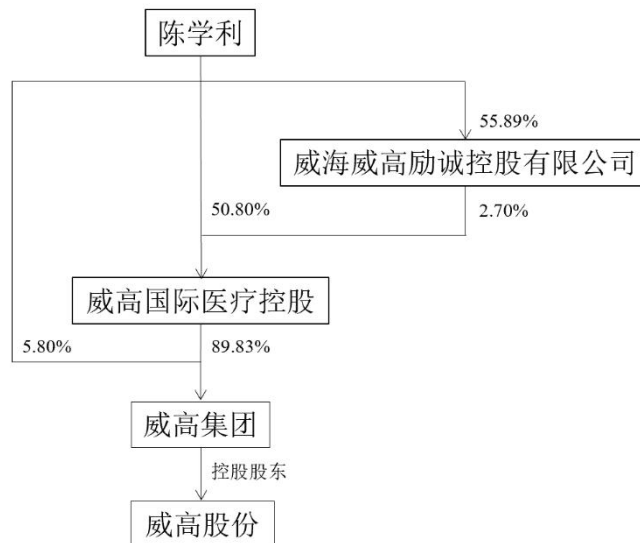 陈学利
55.89%
威海威高励诚控股有限公司
50.80%
2.70%
威高国际医疗控股
5.80%
89.83%
威高集团
控股股东
威高股份